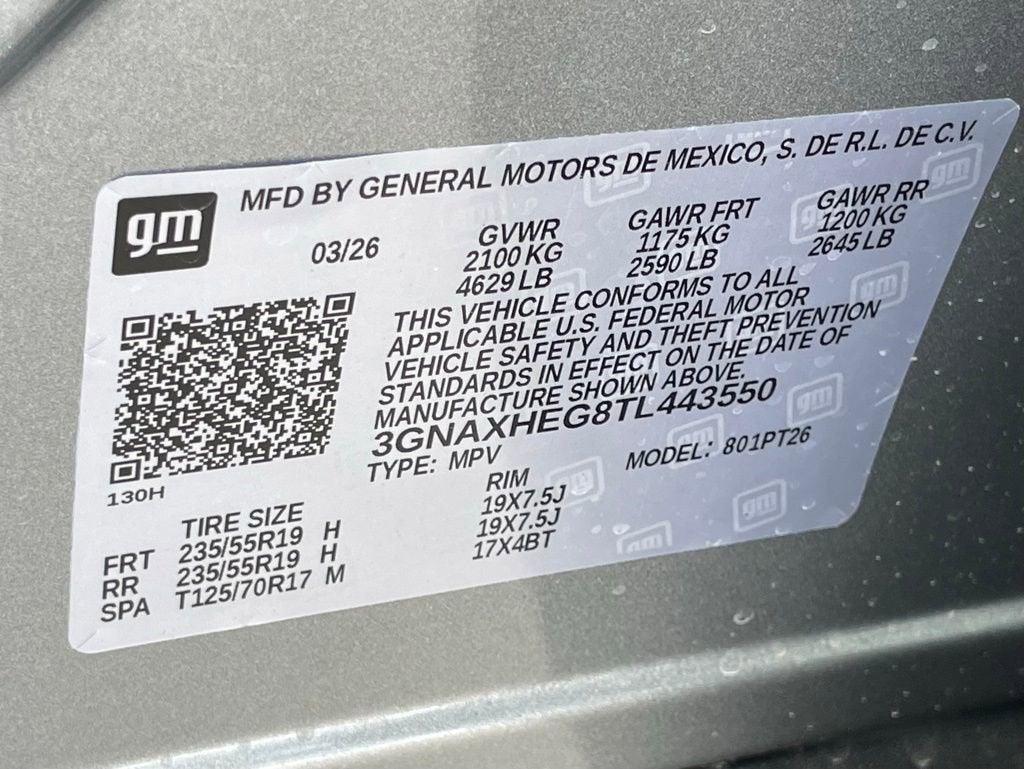 gm
MFD BY GENERAL MOTORS DE MEXICO, S. DE R.L. DE C.V.
03/26
GVWR
2100 KG
4629 LB
GAWR FRT
1175 KG
2590 LB
GAWR RR
1200 KG
2645 LB
THIS VEHICLE CONFORMS TO ALL
APPLICABLE U.S. FEDERAL MOTOR
VEHICLE SAFETY AND THEFT PREVENTION
STANDARDS IN EFFECT ON THE DATE OF
MANUFACTURE SHOWN ABOVE.
3GNAXHEG8TL443550
TYPE: MPV
MODEL: 801PT26
130H
TIRE SIZE RIM
FRT 235/55R19 H 19X7.5J
RR 235/55R19 H 19X7.5J
SPA T125/70R17 M 17X4BT